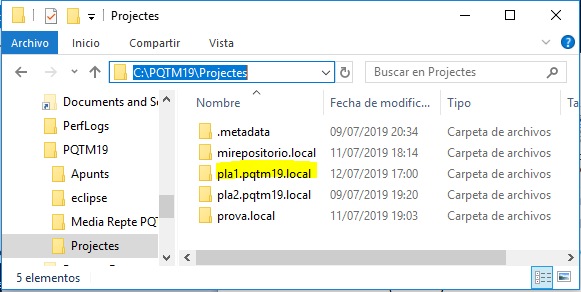 Projectes
Archivo Inicio Compartir Vista
C:\PQTM19\Projectes Buscar en Projectes
Documents and Se
PerfLogs
PQTM19
Apunts
eclipse
Media Repte PQT
Projectes
Nombre Fecha de modific... Tipo Ta
.metadata 09/07/2019 20:34 Carpeta de archivos
mirepositorio.local 11/07/2019 18:14 Carpeta de archivos
pla1.pqtm19.local 12/07/2019 17:00 Carpeta de archivos
pla2.pqtm19.local 09/07/2019 19:20 Carpeta de archivos
prova.local 11/07/2019 19:03 Carpeta de archivos
5 elementos